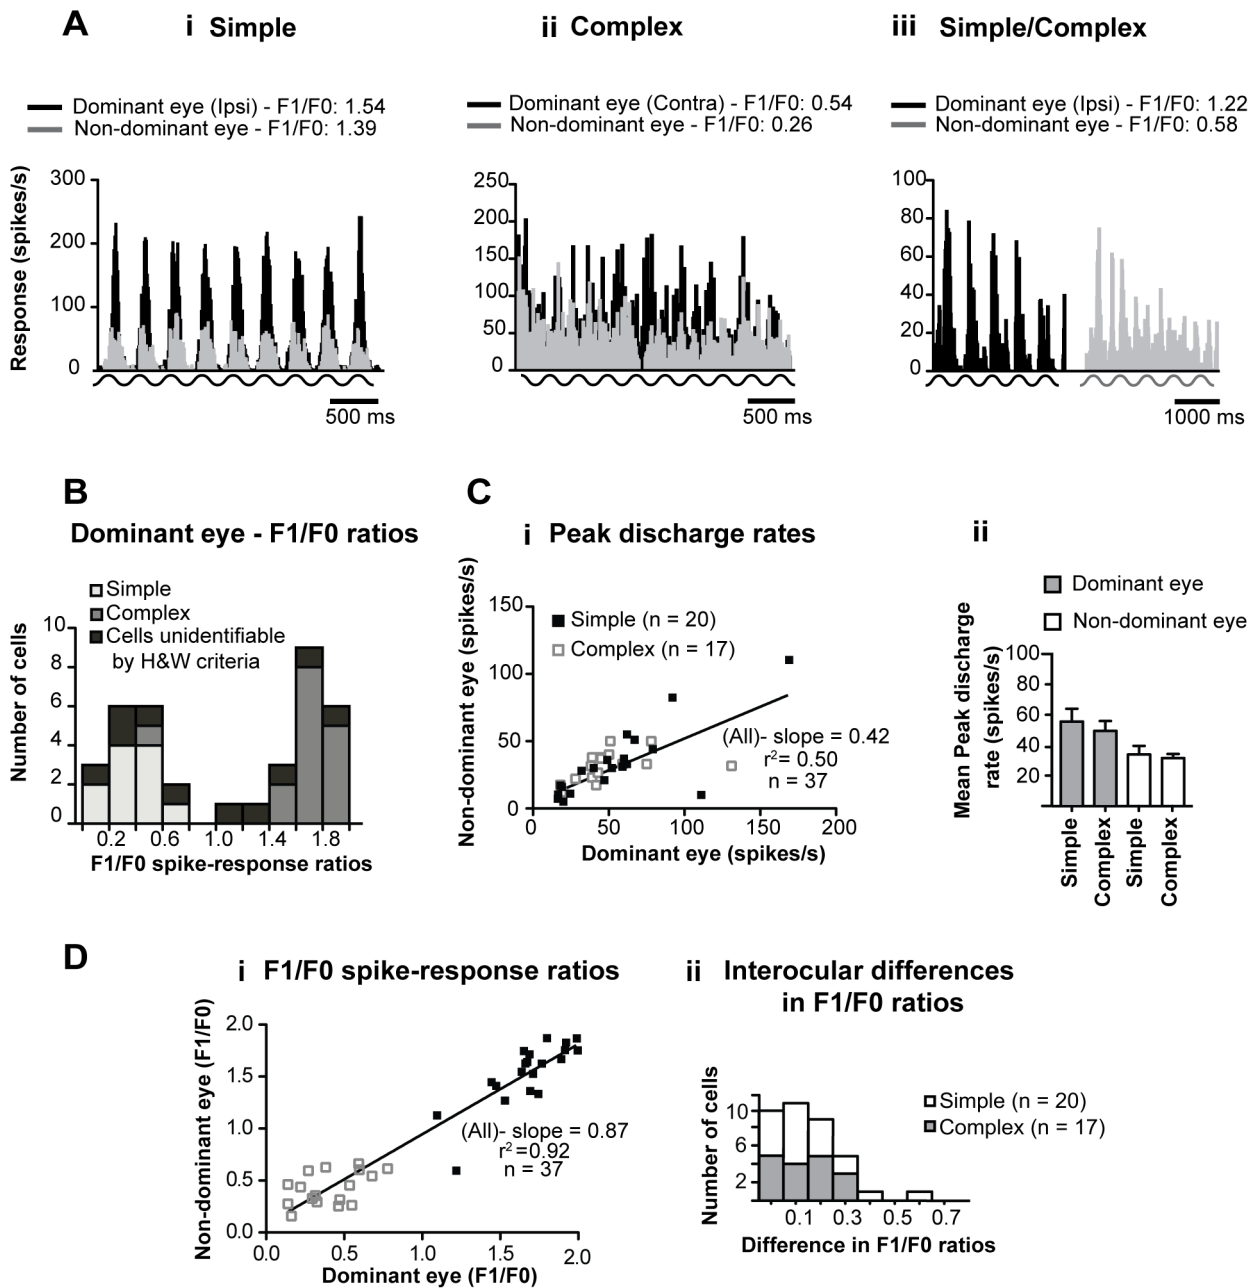 A
i Simple
ii Complex
iii Simple/Complex
Dominant eye (Ipsi) - F1/F0: 1.54
Non-dominant eye - F1/F0: 1.39
Dominant eye (Contra) - F1/F0: 0.54
Non-dominant eye - F1/F0: 0.26
Dominant eye (Ipsi) - F1/F0: 1.22
Non-dominant eye - F1/F0: 0.58
Response (spikes/s)
300
200
100
0
500 ms
250
200
150
100
50
0
500 ms
100
80
60
40
20
0
1000 ms
B
Dominant eye - F1/F0 ratios
Simple
Complex
Cells unidentifiable
by H&W criteria
Number of cells
10
8
6
4
2
0
0.2 0.6 1.0 1.4 1.8
F1/F0 spike-response ratios
C
i Peak discharge rates
Non-dominant eye (spikes/s)
150
100
50
0
Simple (n = 20)
Complex (n = 17)
(All)- slope = 0.42
r2= 0.50
n = 37
0 50 100 150 200
Dominant eye (spikes/s)
ii
Dominant eye
Non-dominant eye
Mean Peak discharge
rate (spikes/s)
100
80
60
40
20
Simple
Complex
Simple
Complex
D
i F1/F0 spike-response ratios
Non-dominant eye (F1/F0)
2.0
1.5
1.0
0.5
0.0
(All)- slope = 0.87
r2=0.92
n = 37
0.0 0.5 1.0 1.5 2.0
Dominant eye (F1/F0)
ii Interocular differences
in F1/F0 ratios
Number of cells
10
6
2
Simple (n = 20)
Complex (n = 17)
0.1 0.3 0.5 0.7
Difference in F1/F0 ratios